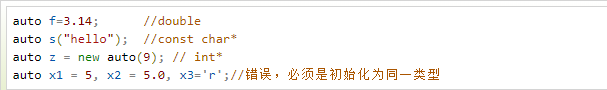 auto f=3.14;      //double
auto s("hello");  //const char*
auto z = new auto(9); // int*
auto x1 = 5, x2 = 5.0, x3='r';//错误，必须是初始化为同一类型